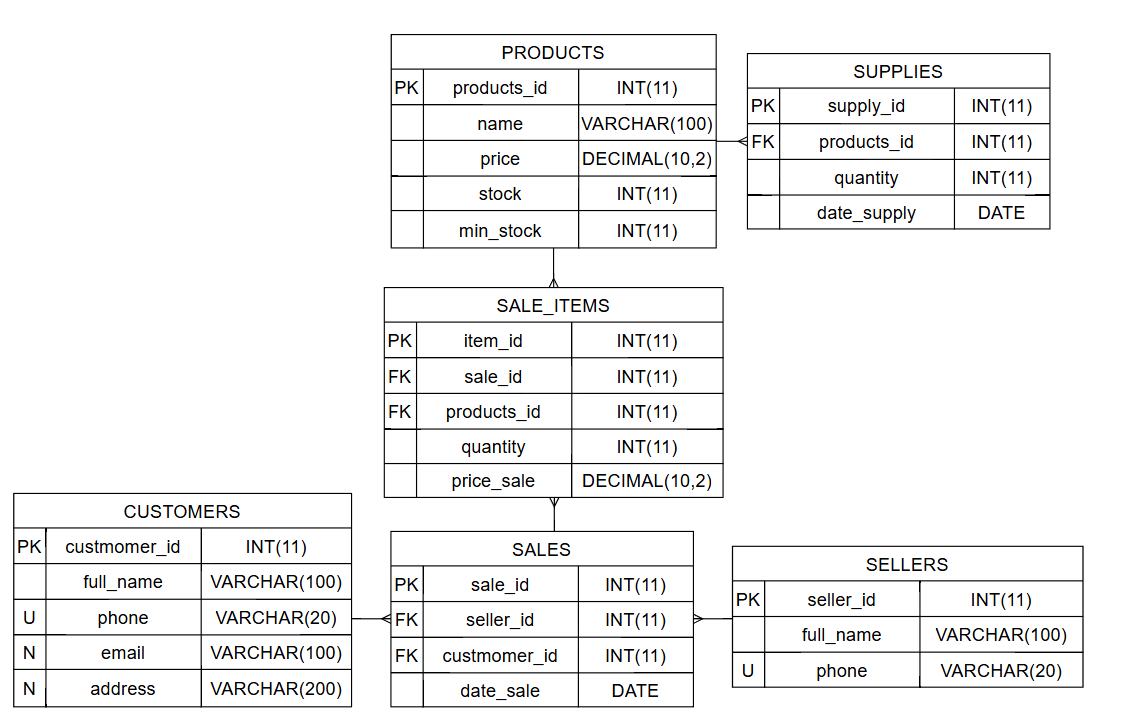 PRODUCTS
PK products_id INT(11)
name VARCHAR(100)
price DECIMAL(10,2)
stock INT(11)
min_stock INT(11)
SUPPLIES
PK supply_id INT(11)
FK products_id INT(11)
quantity INT(11)
date_supply DATE
SALE_ITEMS
PK item_id INT(11)
FK sale_id INT(11)
FK products_id INT(11)
quantity INT(11)
price_sale DECIMAL(10,2)
CUSTOMERS
PK custmomer_id INT(11)
full_name VARCHAR(100)
U phone VARCHAR(20)
N email VARCHAR(100)
N address VARCHAR(200)
SALES
PK sale_id INT(11)
FK seller_id INT(11)
FK custmomer_id INT(11)
date_sale DATE
SELLERS
PK seller_id INT(11)
full_name VARCHAR(100)
U phone VARCHAR(20)